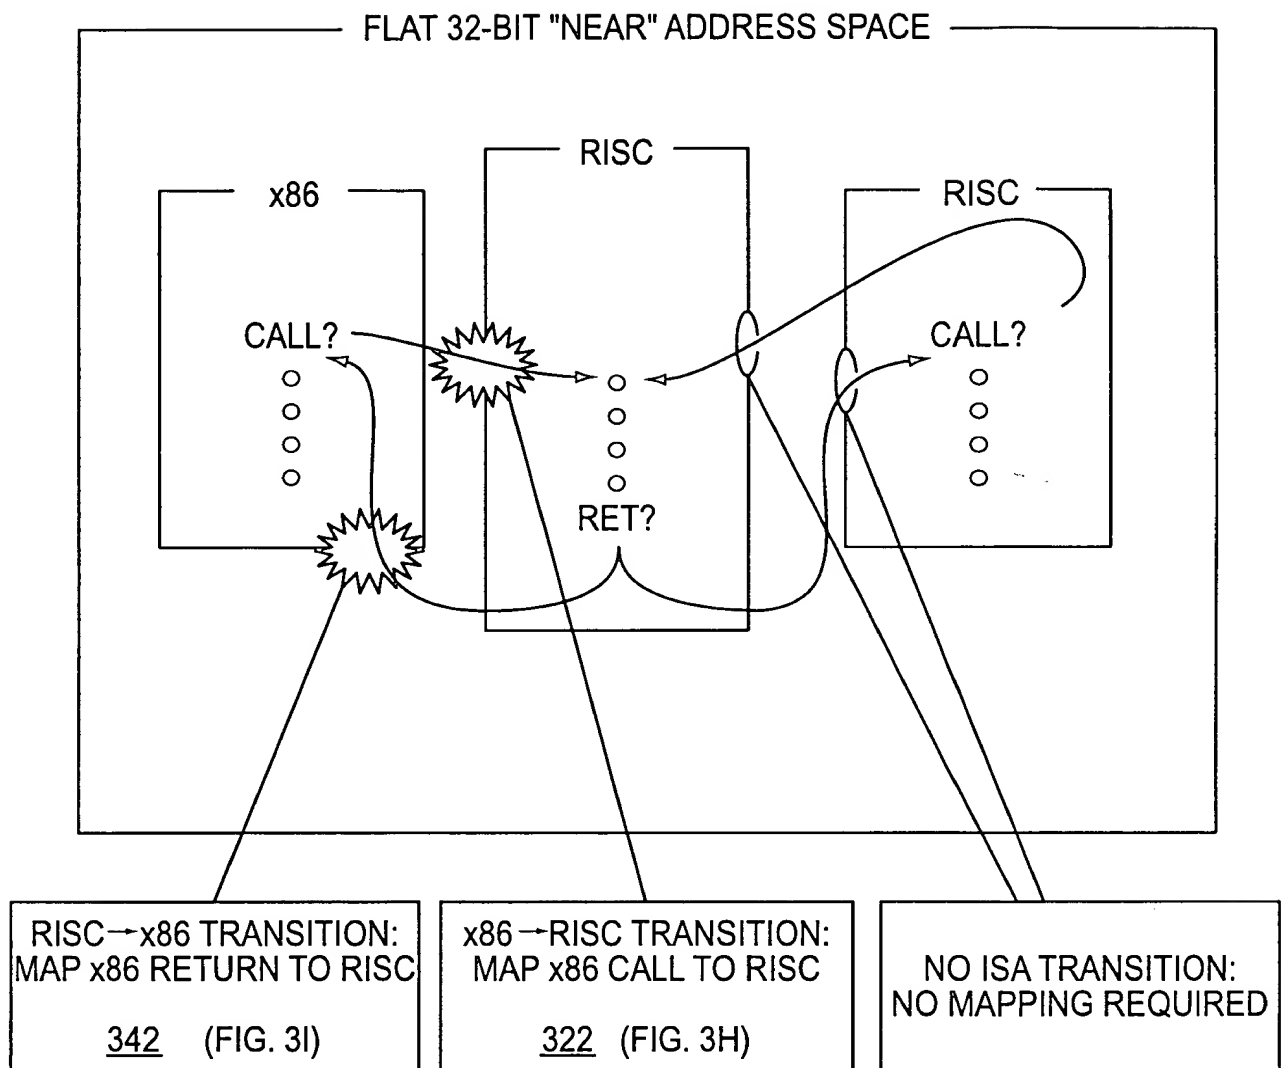 FLAT 32-BIT "NEAR" ADDRESS SPACE
x86
RISC
RISC
CALL?
CALL?
RET?
RISC→x86 TRANSITION:
MAP x86 RETURN TO RISC
342 (FIG. 3I)
x86→RISC TRANSITION:
MAP x86 CALL TO RISC
322 (FIG. 3H)
NO ISA TRANSITION:
NO MAPPING REQUIRED